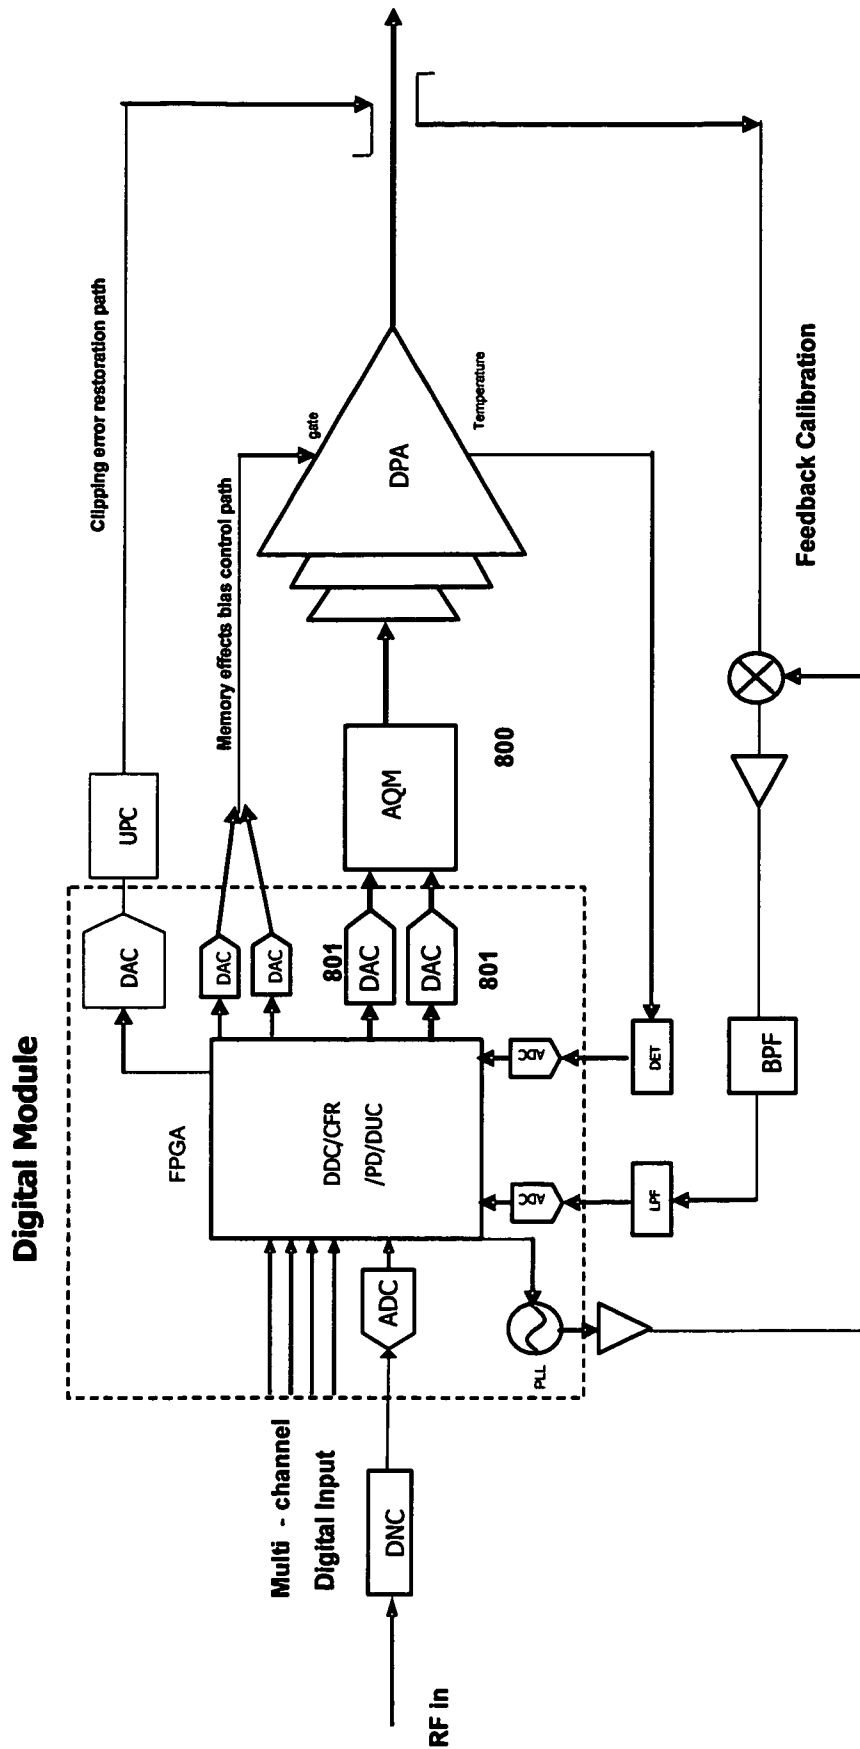 Digital Module
Clipping error restoration path
UPC
DAC
Memory effects bias control path
gate
DAC
DAC
FPGA
DDC/CFR
/PD/DUC
801
DAC
DAC
801
AQM
800
DPA
Temperature
Multi - channel
Digital Input
RF in
DNC
ADC
PLL
ADC
ADC
LPF
DET
BPF
Feedback Calibration